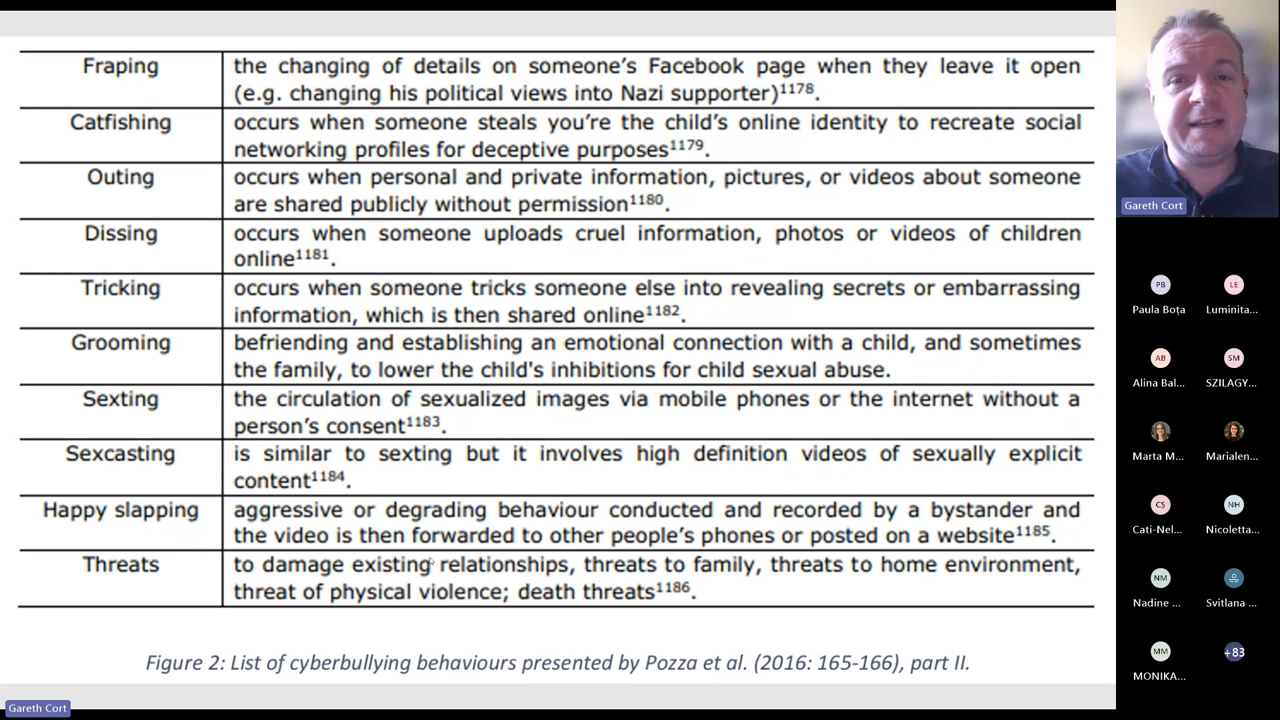 Fraping
the changing of details on someone's Facebook page when they leave it open
(e.g. changing his political views into Nazi supporter)1178.
Catfishing
occurs when someone steals you're the child's online identity to recreate social
networking profiles for deceptive purposes1179.
Outing
occurs when personal and private information, pictures, or videos about someone
are shared publicly without permission1180.
Dissing
occurs when someone uploads cruel information, photos or videos of children
online1181.
Tricking
occurs when someone tricks someone else into revealing secrets or embarrassing
information, which is then shared online1182.
Grooming
befriending and establishing an emotional connection with a child, and sometimes
the family, to lower the child's inhibitions for child sexual abuse.
Sexting
the circulation of sexualized images via mobile phones or the internet without a
person's consent1183.
Sexcasting
is similar to sexting but it involves high definition videos of sexually explicit
content1184.
Happy slapping
aggressive or degrading behaviour conducted and recorded by a bystander and
the video is then forwarded to other people's phones or posted on a website1185.
Threats
to damage existing relationships, threats to family, threats to home environment,
threat of physical violence; death threats1186.
Figure 2: List of cyberbullying behaviours presented by Pozza et al. (2016: 165-166), part II.
Gareth Cort
Gareth Cort
PB
LE
Paula Boța
Luminita...
AB
SM
Alina Bal...
SZILAGY...
Marta M...
Marialen...
CȘ
NH
Cati-Nel...
Nicoletta...
NM
Nadine ...
Svitlana ...
MM
+83
MONIKA...